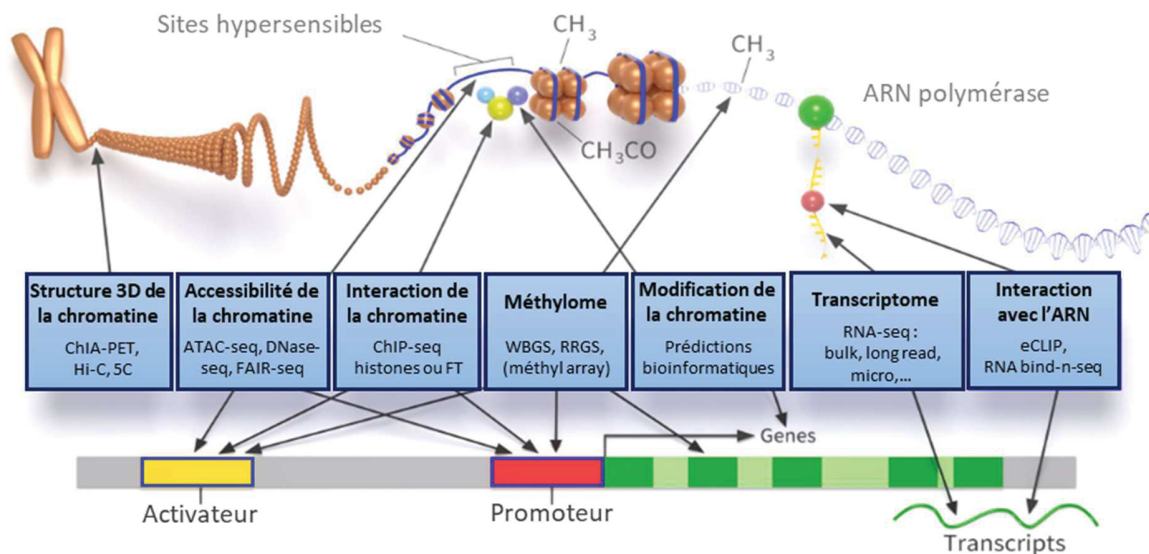 Sites hypersensibles
CH3
CH3
ARN polymérase
CH3CO
Structure 3D de
la chromatine
ChIA-PET,
Hi-C, 5C
Accessibilité de
la chromatine
ATAC-seq, DNase-
seq, FAIR-seq
Interaction de
la chromatine
ChIP-seq
histones ou FT
Méthylome
WBGS, RRGS,
(méthyl array)
Modification de
la chromatine
Prédictions
bioinformatiques
Transcriptome
RNA-seq :
bulk, long read,
micro,...
Interaction
avec l'ARN
eCLIP,
RNA bind-n-seq
Genes
Activateur
Promoteur
Transcripts